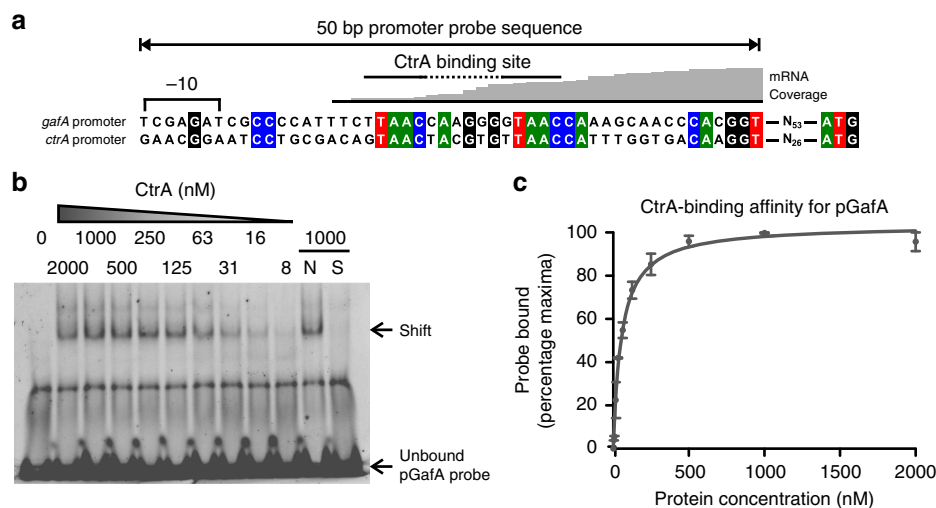 a
50 bp promoter probe sequence
CtrA binding site
−10
mRNA
Coverage
gafA promoter TCGAGATCGCCCCATTTCTTAACCAAGGGGTAACCAAAGCAACCCACGGT — N53 — ATG
ctrA promoter GAACGGAATCCTGCGACAGTAACTACGTGTTAACCATTTGGTGACAAGGT — N26 — ATG
b
CtrA (nM)
0 1000 250 63 16 1000
2000 500 125 31 8 N S
Shift
Unbound
pGafA probe
c
CtrA-binding affinity for pGafA
Probe bound
(percentage maxima)
100
80
60
40
20
0
0 500 1000 1500 2000
Protein concentration (nM)